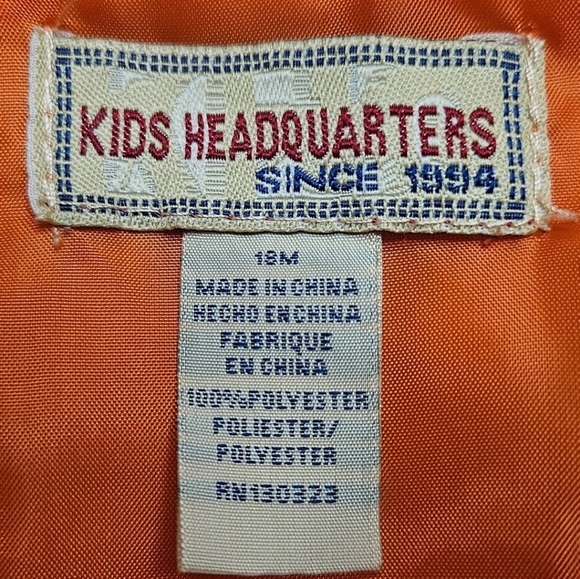 KIDS HEADQUARTERS
SINCE 1994
18M
MADE IN CHINA
HECHO EN CHINA
FABRIQUE
EN CHINA
100%POLYESTER/
POLIESTER/
POLYESTER
RN130323